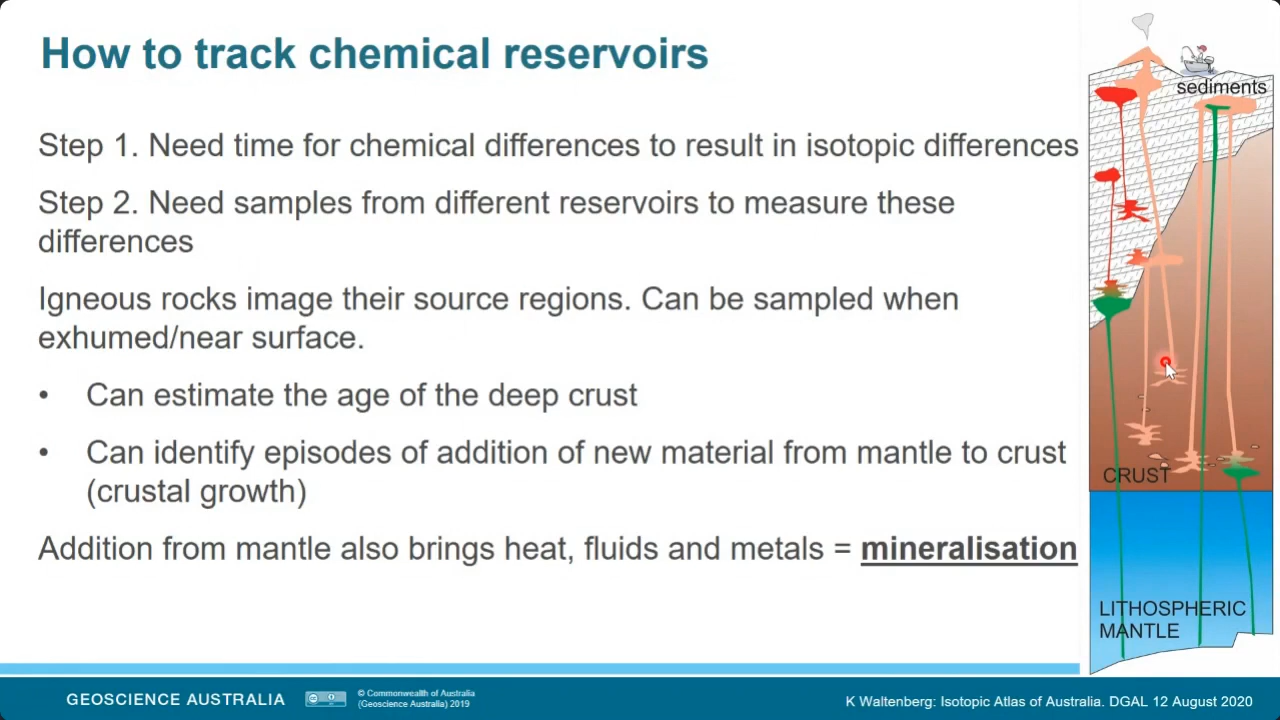 How to track chemical reservoirs
Step 1. Need time for chemical differences to result in isotopic differences
Step 2. Need samples from different reservoirs to measure these
differences
Igneous rocks image their source regions. Can be sampled when
exhumed/near surface.
• Can estimate the age of the deep crust
• Can identify episodes of addition of new material from mantle to crust
(crustal growth)
Addition from mantle also brings heat, fluids and metals = mineralisation
sediments
CRUST
LITHOSPHERIC
MANTLE
GEOSCIENCE AUSTRALIA
© Commonwealth of Australia
(Geoscience Australia) 2019
K Waltenberg: Isotopic Atlas of Australia. DGAL 12 August 2020